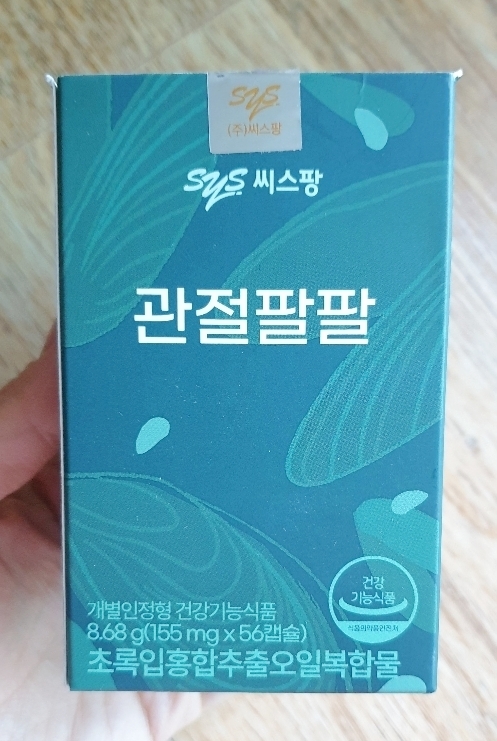 SYS
(주)씨스팡
SYS 씨스팡
관절팔팔
건강
기능식품
식품의약품안전처
개별인정형 건강기능식품
8.68 g(155 mg x 56캡슐)
초록입홍합추출오일복합물